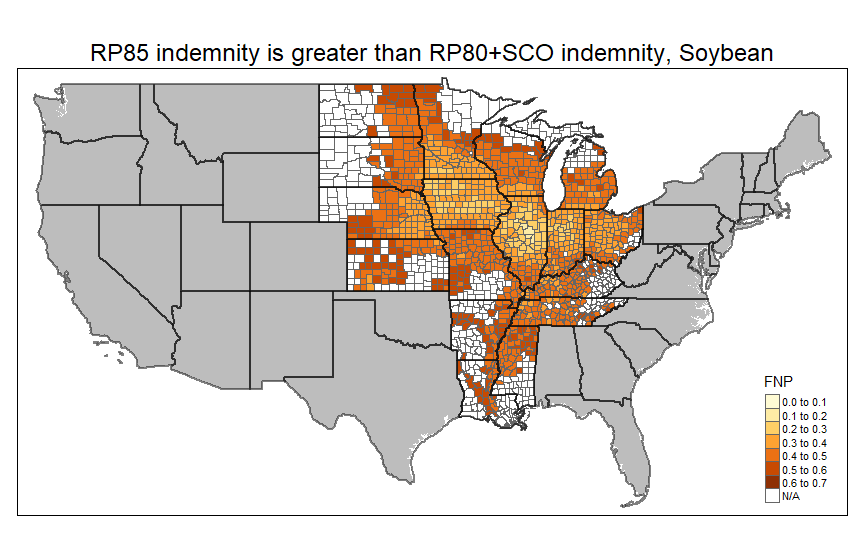 RP85 indemnity is greater than RP80+SCO indemnity, Soybean
FNP
0.0 to 0.1
0.1 to 0.2
0.2 to 0.3
0.3 to 0.4
0.4 to 0.5
0.5 to 0.6
0.6 to 0.7
N/A